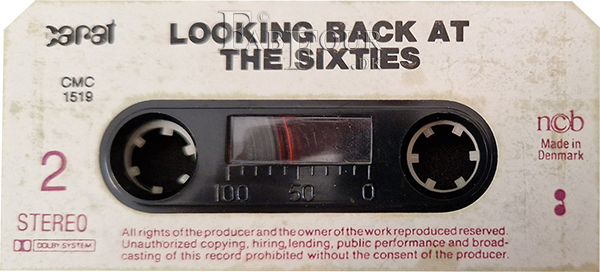 carat
LOOKING BACK AT
THE SIXTIES
CMC
1519
2
STEREO
DOLBY SYSTEM
100 50 0
ncb
Made in
Denmark
All rights of the producer and the owner of the work reproduced reserved.
Unauthorized copying, hiring, lending, public performance and broad-
casting of this record prohibited without the consent of the producer.